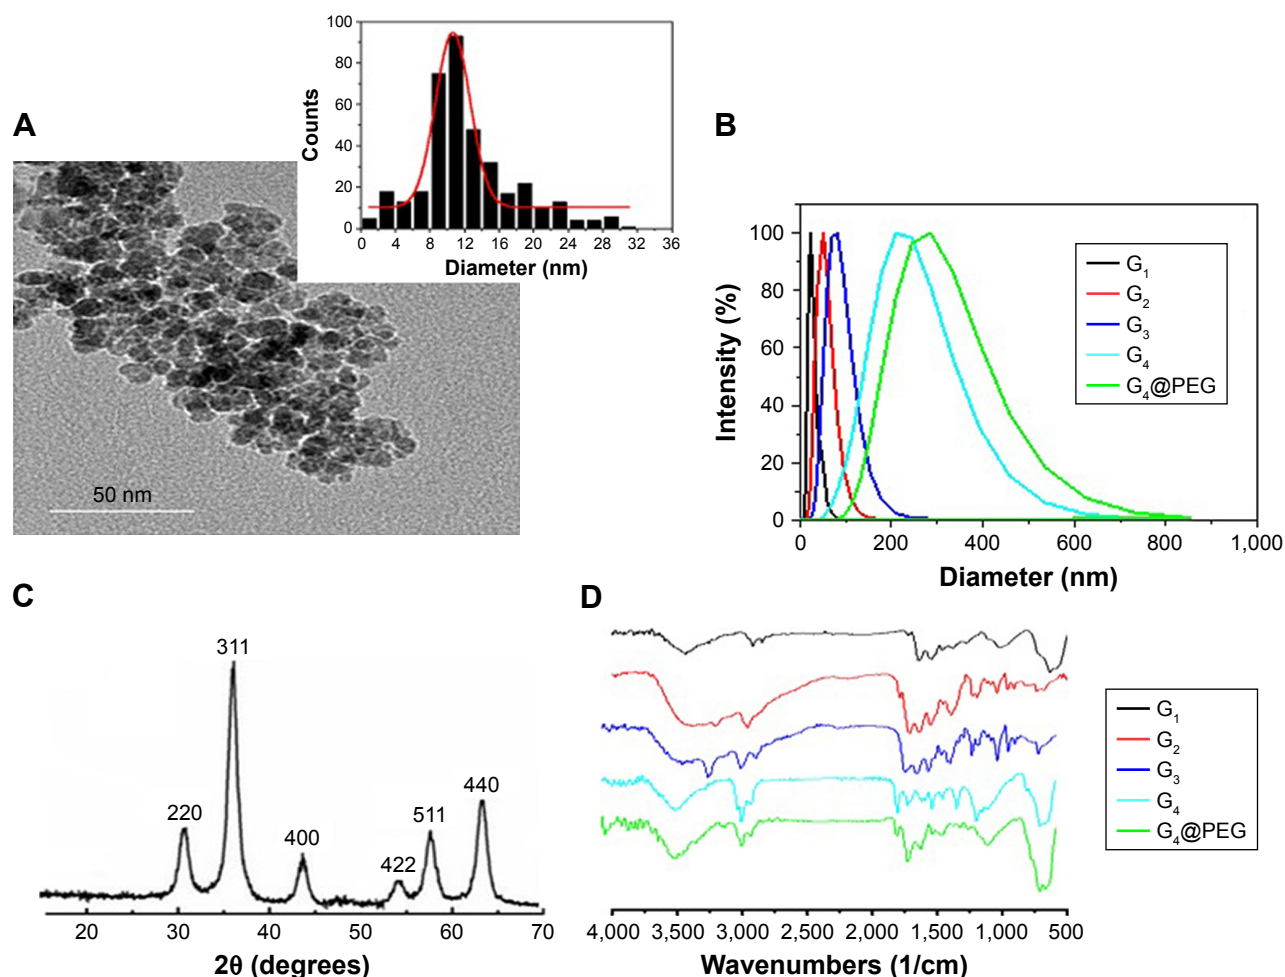 A
100
80
60
40
20
0
Counts
0 4 8 12 16 20 24 28 32 36
Diameter (nm)
50 nm
B
100
80
60
40
20
0
Intensity (%)
0 200 400 600 800 1,000
Diameter (nm)
G₁
G₂
G₃
G₄
G₄@PEG
C
311
220
440
511
400
422
20 30 40 50 60 70
2θ (degrees)
D
4,000 3,500 3,000 2,500 2,000 1,500 1,000 500
Wavenumbers (1/cm)
G₁
G₂
G₃
G₄
G₄@PEG